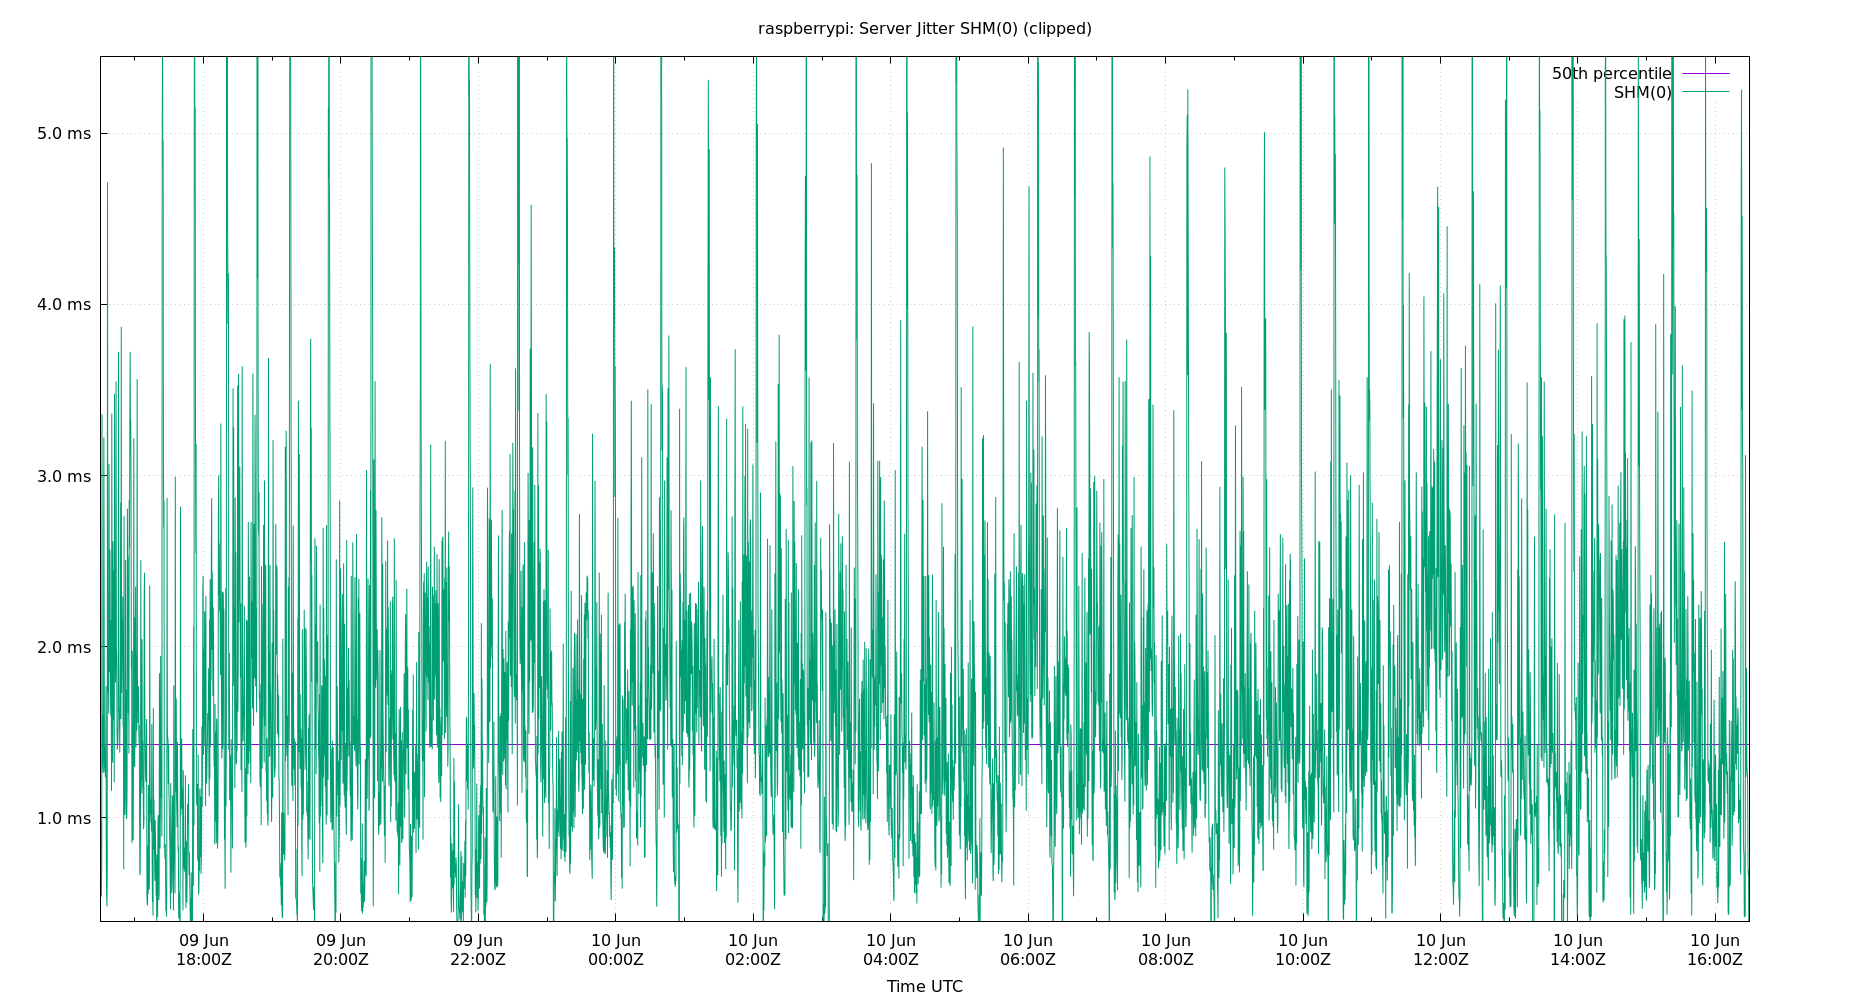 raspberrypi: Server Jitter SHM(0) (clipped)
50th percentile
SHM(0)
5.0 ms
4.0 ms
3.0 ms
2.0 ms
1.0 ms
09 Jun 09 Jun 09 Jun 10 Jun 10 Jun 10 Jun 10 Jun 10 Jun 10 Jun 10 Jun 10 Jun 10 Jun
18:00Z 20:00Z 22:00Z 00:00Z 02:00Z 04:00Z 06:00Z 08:00Z 10:00Z 12:00Z 14:00Z 16:00Z
Time UTC